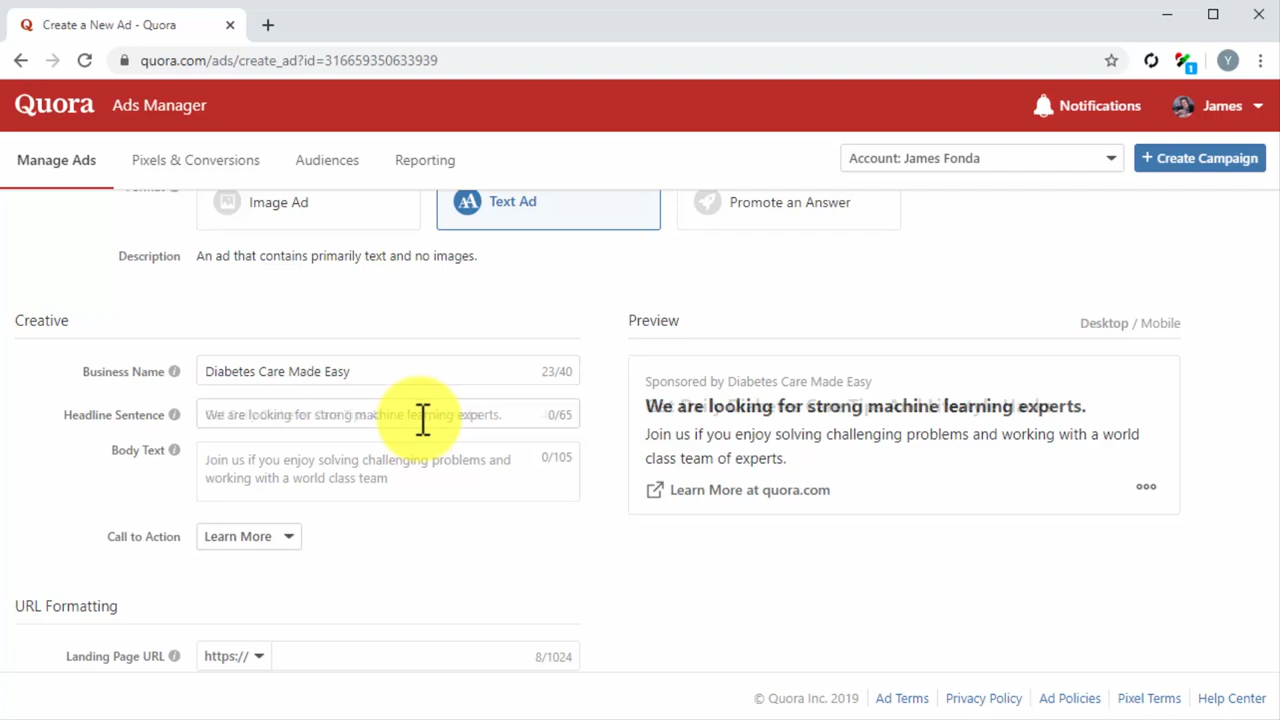 Create a New Ad - Quora
quora.com/ads/create_ad?id=316659350633939
1
Y
Quora Ads Manager
Notifications
James
Manage Ads
Pixels & Conversions
Audiences
Reporting
Account: James Fonda
+ Create Campaign
Image Ad
Text Ad
Promote an Answer
Description
An ad that contains primarily text and no images.
Creative
Preview
Desktop / Mobile
Business Name
Diabetes Care Made Easy
23/40
Sponsored by Diabetes Care Made Easy
Headline Sentence
We are looking for strong machine learning experts.
0/65
We are looking for strong machine learning experts.
Body Text
Join us if you enjoy solving challenging problems and
working with a world class team
0/105
Join us if you enjoy solving challenging problems and working with a world
class team of experts.
Learn More at quora.com
Call to Action
Learn More
URL Formatting
Landing Page URL
https://
8/1024
© Quora Inc. 2019
Ad Terms
Privacy Policy
Ad Policies
Pixel Terms
Help Center